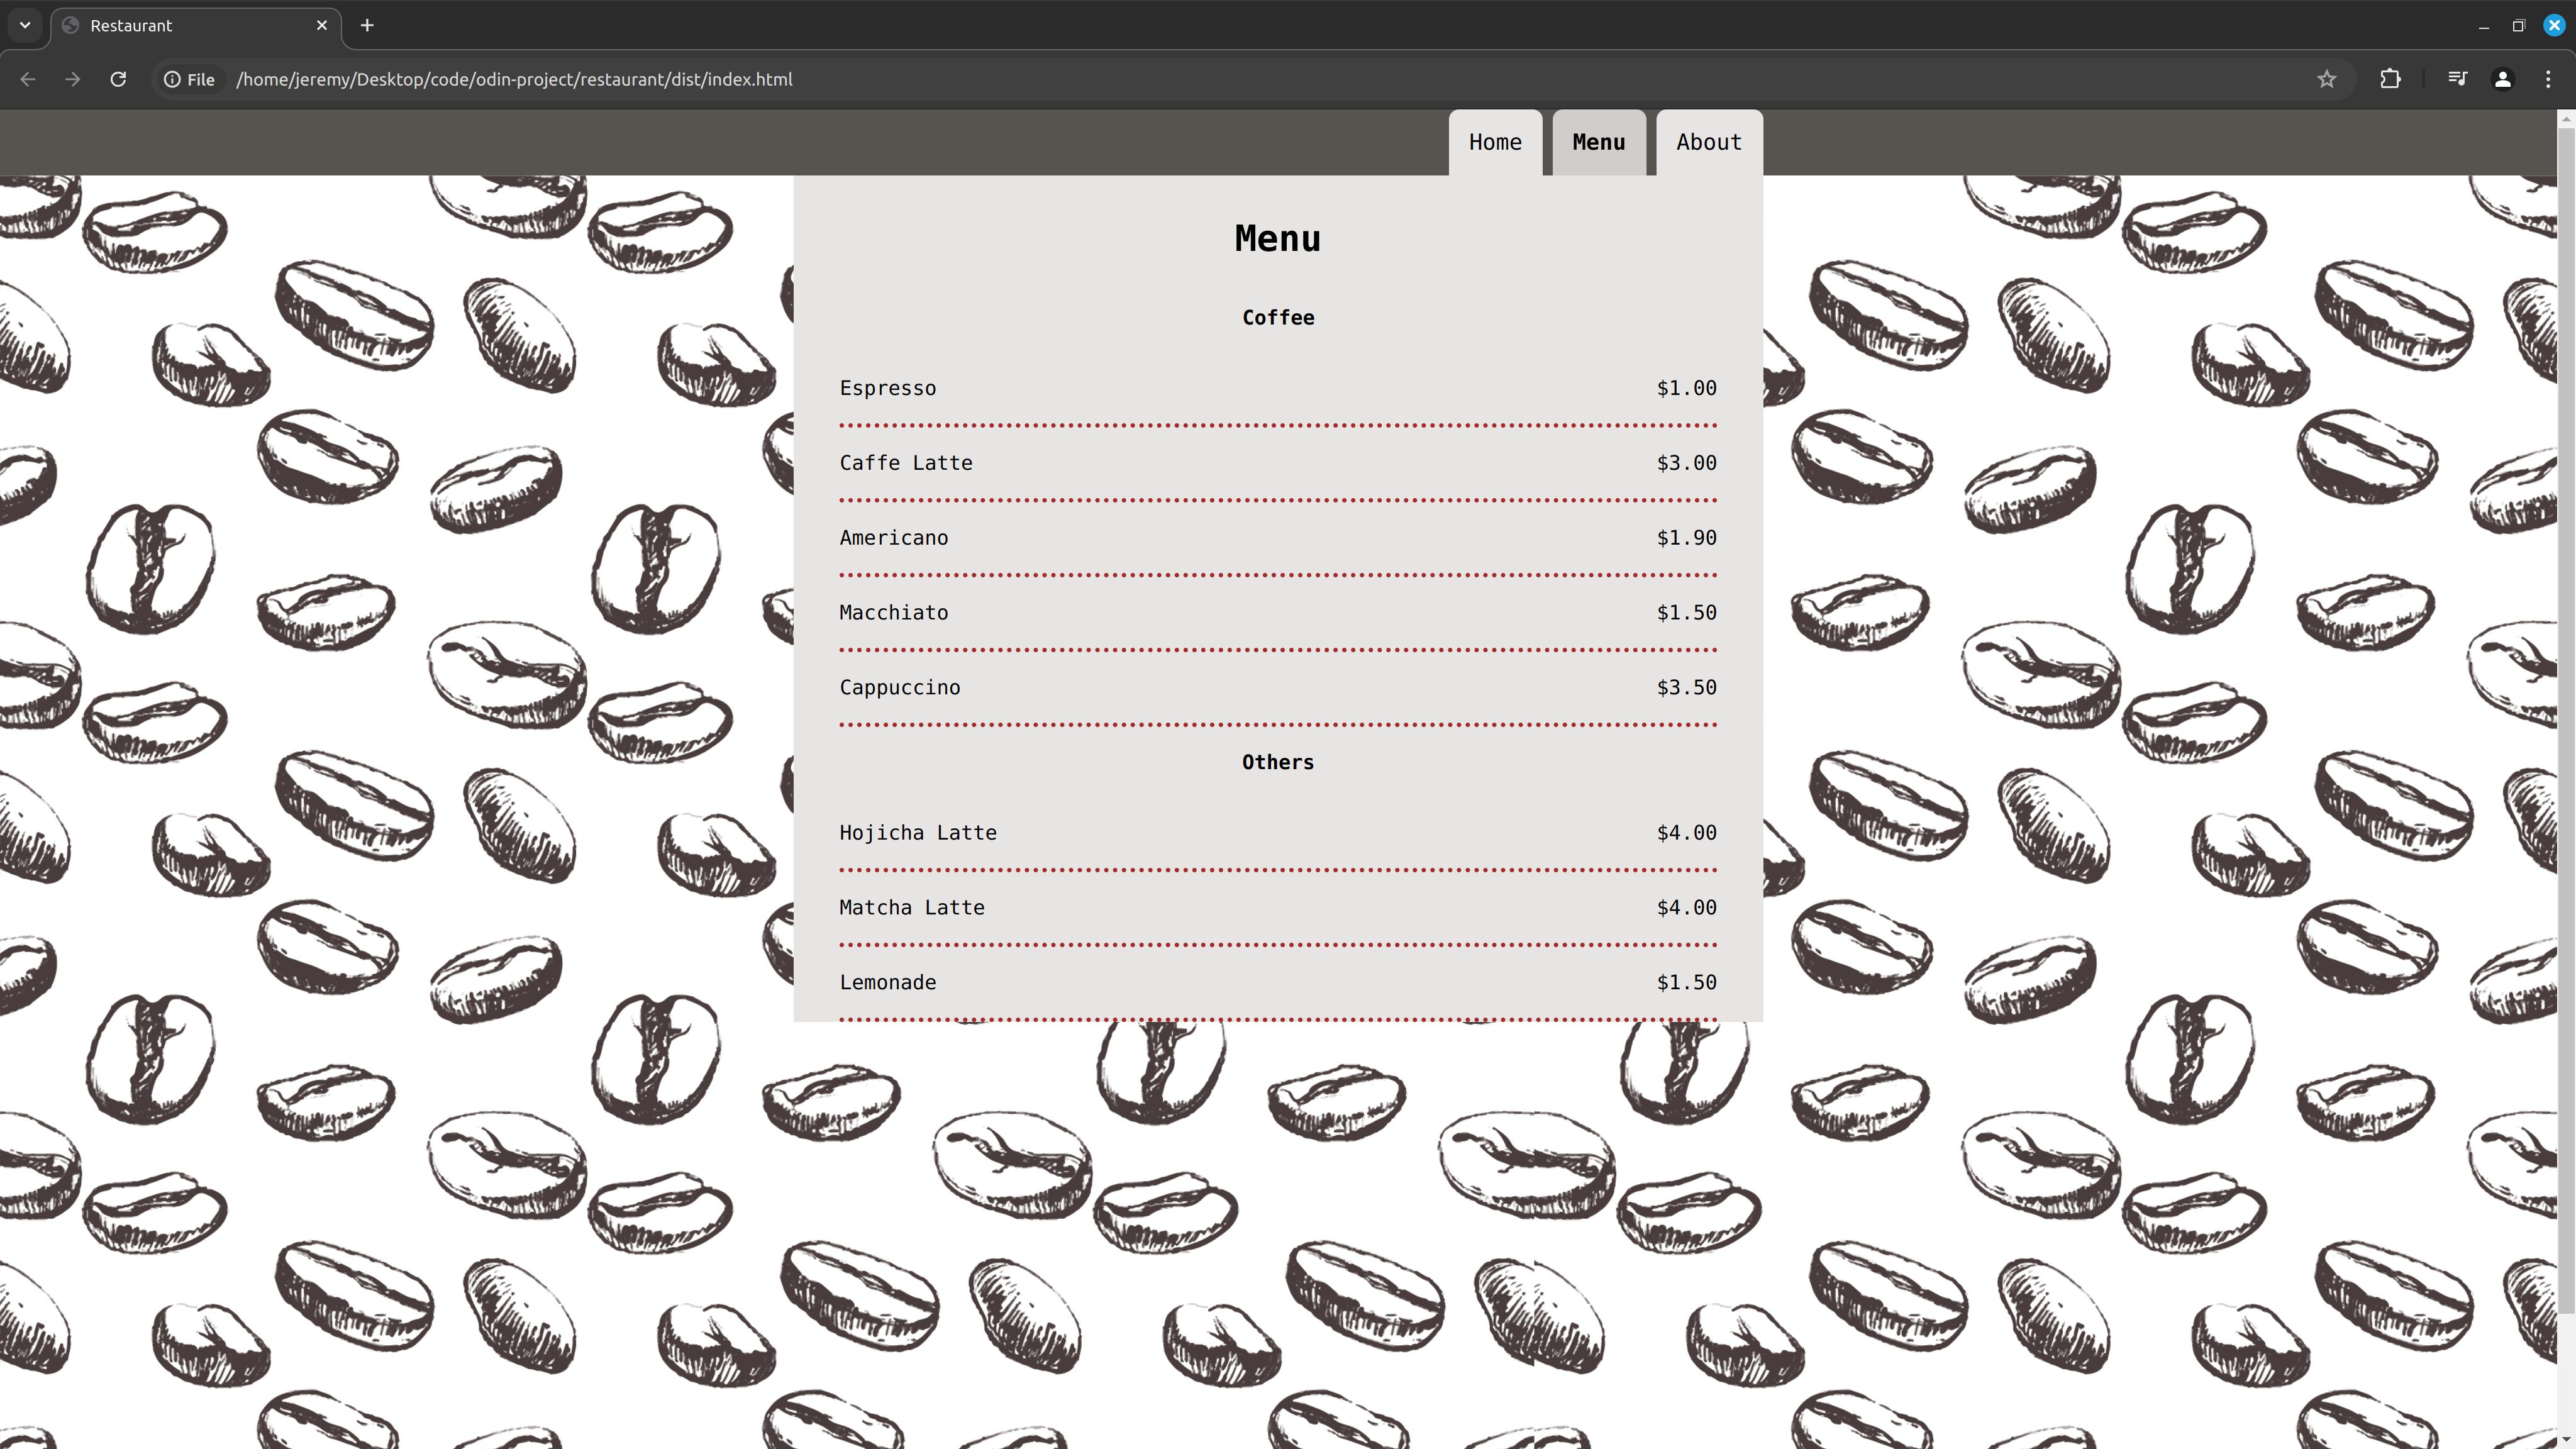 Restaurant
File /home/jeremy/Desktop/code/odin-project/restaurant/dist/index.html
Home Menu About
Menu
Coffee
Espresso $1.00
Caffe Latte $3.00
Americano $1.90
Macchiato $1.50
Cappuccino $3.50
Others
Hojicha Latte $4.00
Matcha Latte $4.00
Lemonade $1.50